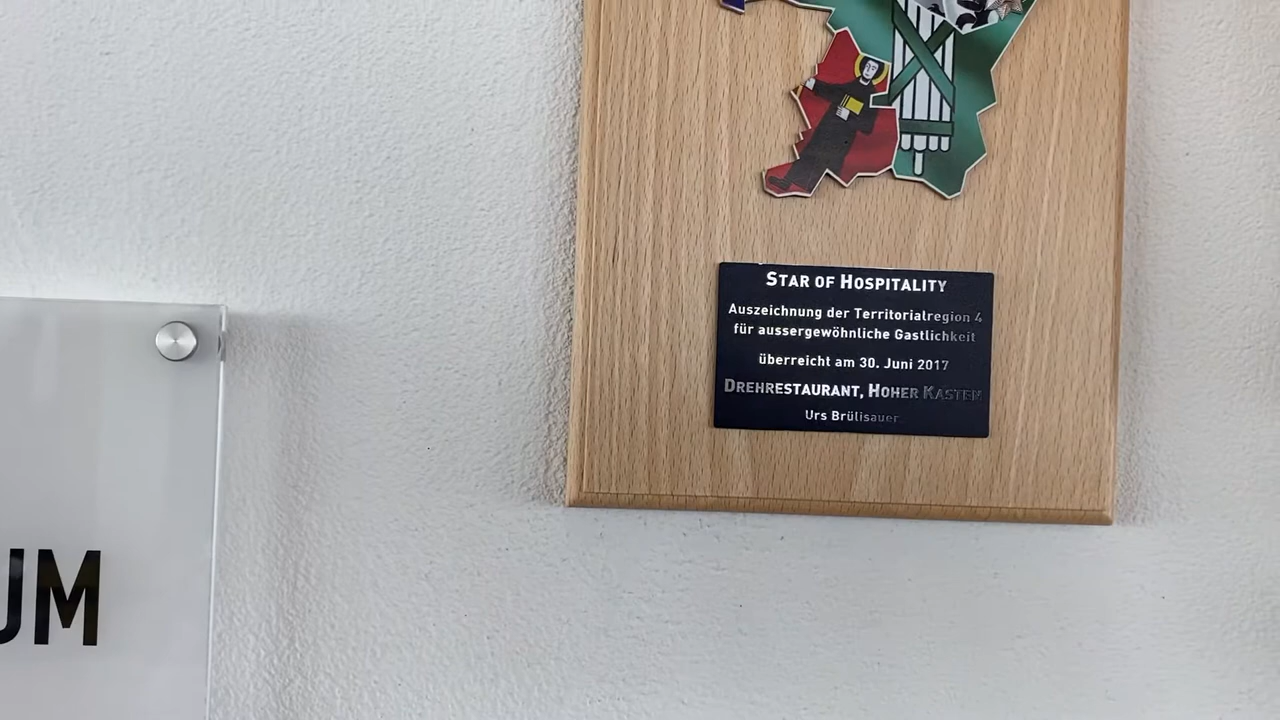 STAR OF HOSPITALITY
Auszeichnung der Territorialregion 4
für aussergewöhnliche Gastlichkeit
überreicht am 30. Juni 2017
DREHRESTAURANT, HOHER KASTEN
Urs Brülisauer
UM